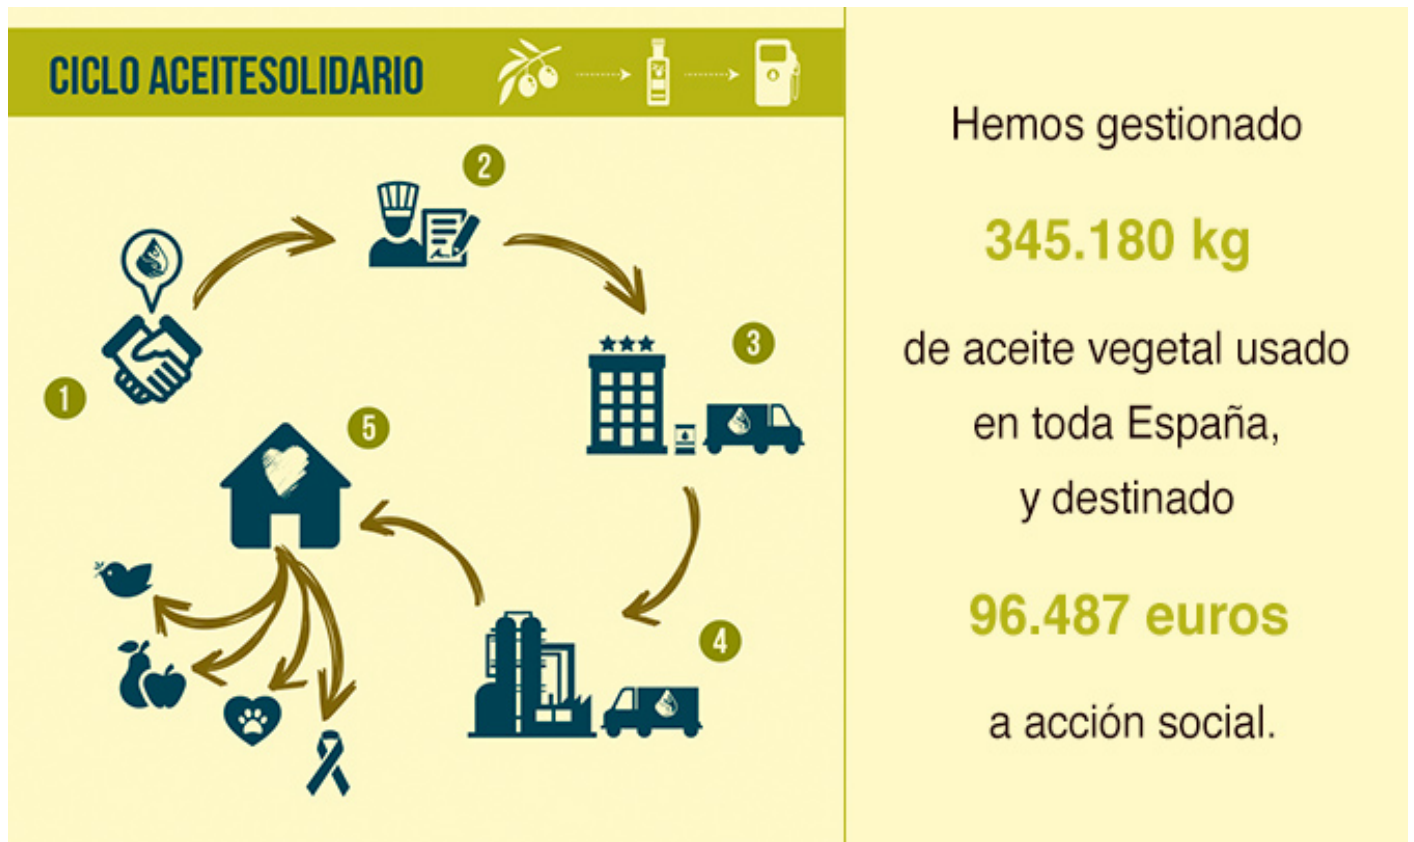 CICLO ACEITESOLIDARIO
1
2
3
4
5
Hemos gestionado
345.180 kg
de aceite vegetal usado
en toda España,
y destinado
96.487 euros
a acción social.